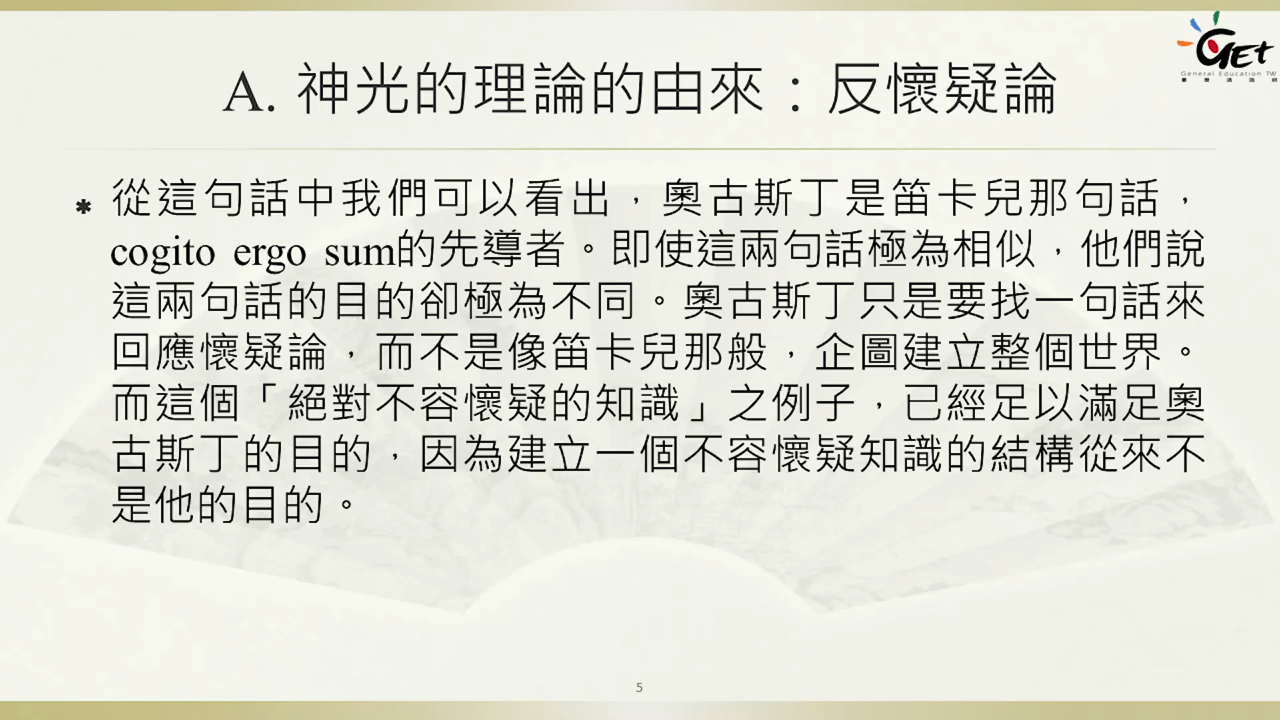 GET
General Education TW
A. 神光的理論的由來：反懷疑論
* 從這句話中我們可以看出，奧古斯丁是笛卡兒那句話，
cogito ergo sum的先導者。即使這兩句話極為相似，他們說
這兩句話的目的卻極為不同。奧古斯丁只是要找一句話來
回應懷疑論，而不是像笛卡兒那般，企圖建立整個世界。
而這個「絕對不容懷疑的知識」之例子，已經足以滿足奧
古斯丁的目的，因為建立一個不容懷疑知識的結構從來不
是他的目的。
5